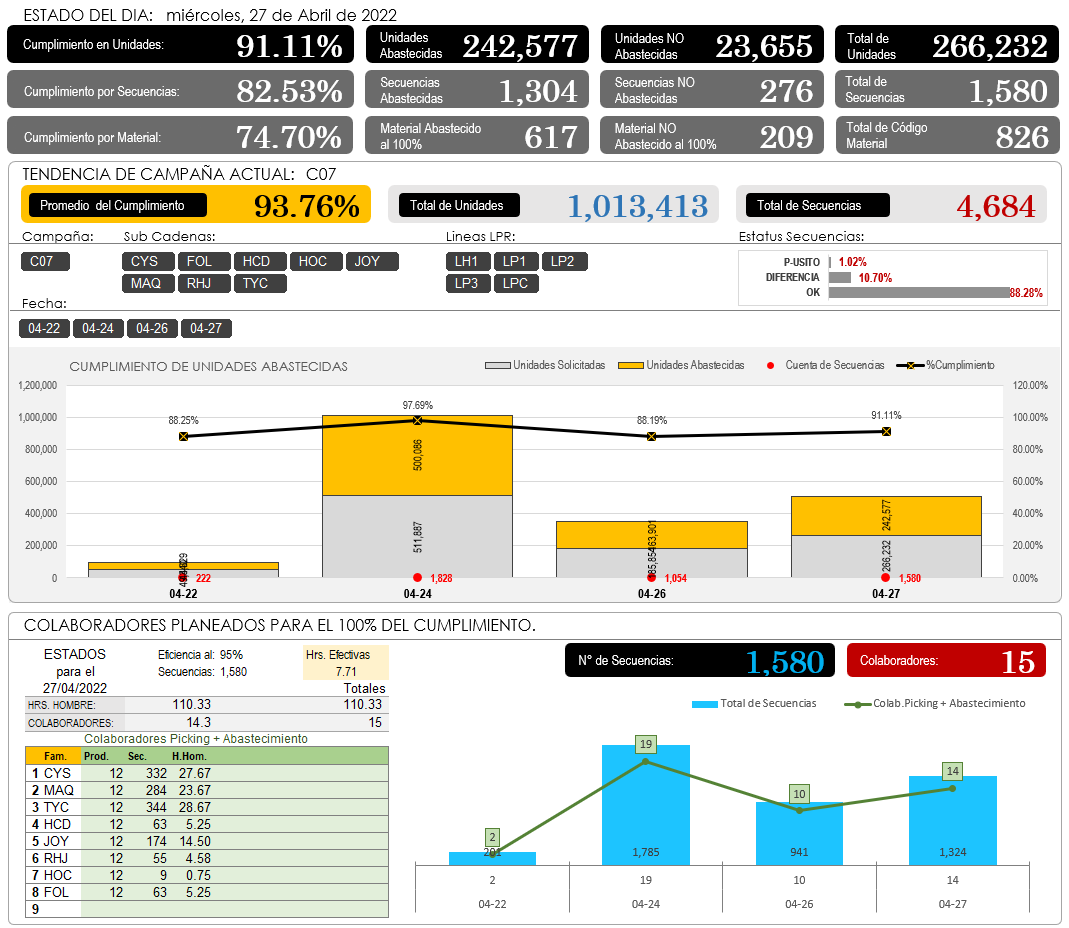 ESTADO DEL DIA: miércoles, 27 de Abril de 2022
Cumplimiento en Unidades: 91.11%
Unidades Abastecidas 242,577
Unidades NO Abastecidas 23,655
Total de Unidades 266,232
Cumplimiento por Secuencias: 82.53%
Secuencias Abastecidas 1,304
Secuencias NO Abastecidas 276
Total de Secuencias 1,580
Cumplimiento por Material: 74.70%
Material Abastecido al 100% 617
Material NO Abastecido al 100% 209
Total de Código Material 826
TENDENCIA DE CAMPAÑA ACTUAL: C07
Promedio del Cumplimiento 93.76%
Total de Unidades 1,013,413
Total de Secuencias 4,684
Campaña: Sub Cadenas: Lineas LPR: Estatus Secuencias:
C07 CYS FOL HCD HOC JOY LH1 LP1 LP2
MAQ RHJ TYC LP3 LPC
P-USITO 1.02%
DIFERENCIA 10.70%
OK 88.28%
Fecha:
04-22 04-24 04-26 04-27
CUMPLIMIENTO DE UNIDADES ABASTECIDAS
Unidades Solicitadas Unidades Abastecidas Cuenta de Secuencias %Cumplimiento
1,200,000 120.00%
1,000,000 100.00%
800,000 80.00%
600,000 60.00%
400,000 40.00%
200,000 20.00%
0 0.00%
88.25% 97.69% 88.19% 91.11%
500,086 242,577
511,887 266,232
222 1,828 1,054 1,580
04-22 04-24 04-26 04-27
COLABORADORES PLANEADOS PARA EL 100% DEL CUMPLIMIENTO.
ESTADOS para el 27/04/2022
Eficiencia al: 95%
Secuencias: 1,580
Hrs. Efectivas
7.71
Totales
HRS. HOMBRE: 110.33 110.33
COLABORADORES: 14.3 15
Colaboradores Picking + Abastecimiento
Fam. Prod. Sec. H.Hom.
1 CYS 12 332 27.67
2 MAQ 12 284 23.67
3 TYC 12 344 28.67
4 HCD 12 63 5.25
5 JOY 12 174 14.50
6 RHJ 12 55 4.58
7 HOC 12 9 0.75
8 FOL 12 63 5.25
9
N° de Secuencias: 1,580
Colaboradores: 15
Total de Secuencias Colab.Picking + Abastecimiento
2 19 10 14
1,785 941 1,324
2 19 10 14
04-22 04-24 04-26 04-27